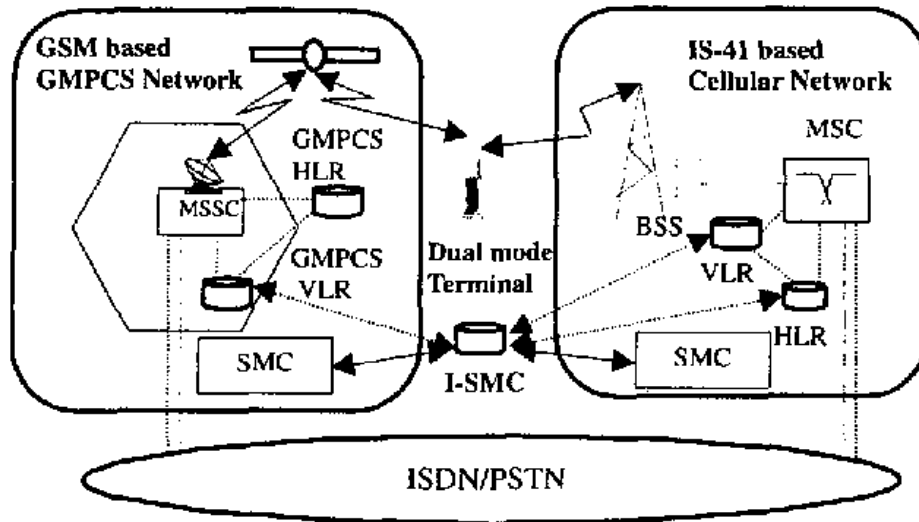 GSM based
GMPCS Network
IS-41 based
Cellular Network
MSC
GMPCS
HLR
MSSC
BSS
GMPCS
VLR
Dual mode
Terminal
VLR
HLR
SMC
I-SMC
SMC
ISDN/PSTN